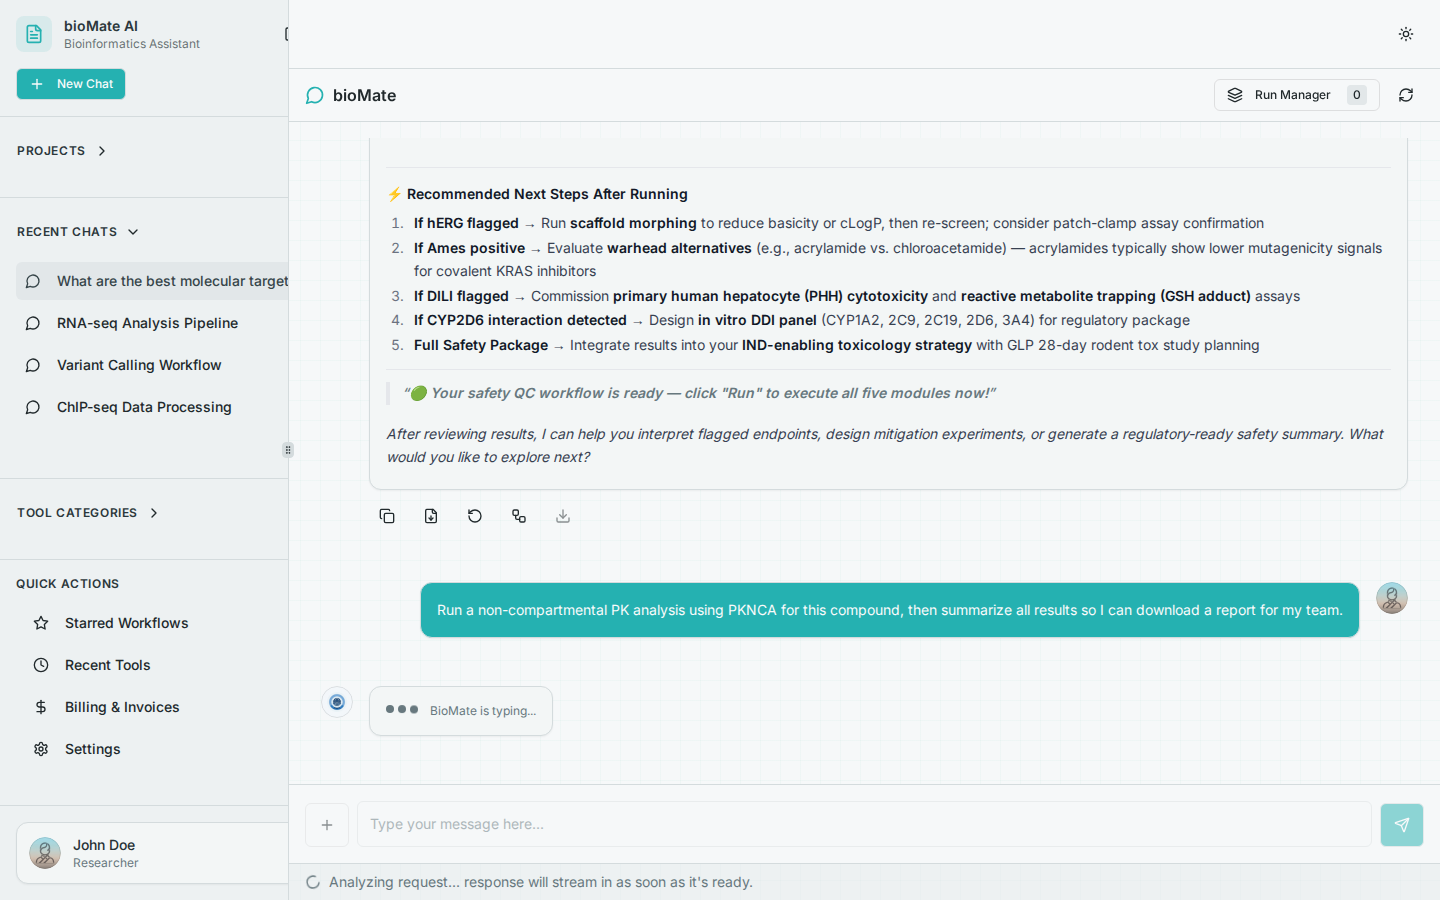 bioMate AI
Bioinformatics Assistant
New Chat
PROJECTS
RECENT CHATS
What are the best molecular target
RNA-seq Analysis Pipeline
Variant Calling Workflow
ChIP-seq Data Processing
TOOL CATEGORIES
QUICK ACTIONS
Starred Workflows
Recent Tools
Billing & Invoices
Settings
John Doe
Researcher
bioMate
Run Manager 0
⚡ Recommended Next Steps After Running
1. If hERG flagged → Run scaffold morphing to reduce basicity or cLogP, then re-screen; consider patch-clamp assay confirmation
2. If Ames positive → Evaluate warhead alternatives (e.g., acrylamide vs. chloroacetamide) — acrylamides typically show lower mutagenicity signals
for covalent KRAS inhibitors
3. If DILI flagged → Commission primary human hepatocyte (PHH) cytotoxicity and reactive metabolite trapping (GSH adduct) assays
4. If CYP2D6 interaction detected → Design in vitro DDI panel (CYP1A2, 2C9, 2C19, 2D6, 3A4) for regulatory package
5. Full Safety Package → Integrate results into your IND-enabling toxicology strategy with GLP 28-day rodent tox study planning
“🟢 Your safety QC workflow is ready — click "Run" to execute all five modules now!”
After reviewing results, I can help you interpret flagged endpoints, design mitigation experiments, or generate a regulatory-ready safety summary. What
would you like to explore next?
Run a non-compartmental PK analysis using PKNCA for this compound, then summarize all results so I can download a report for my team.
BioMate is typing...
Type your message here...
Analyzing request... response will stream in as soon as it's ready.